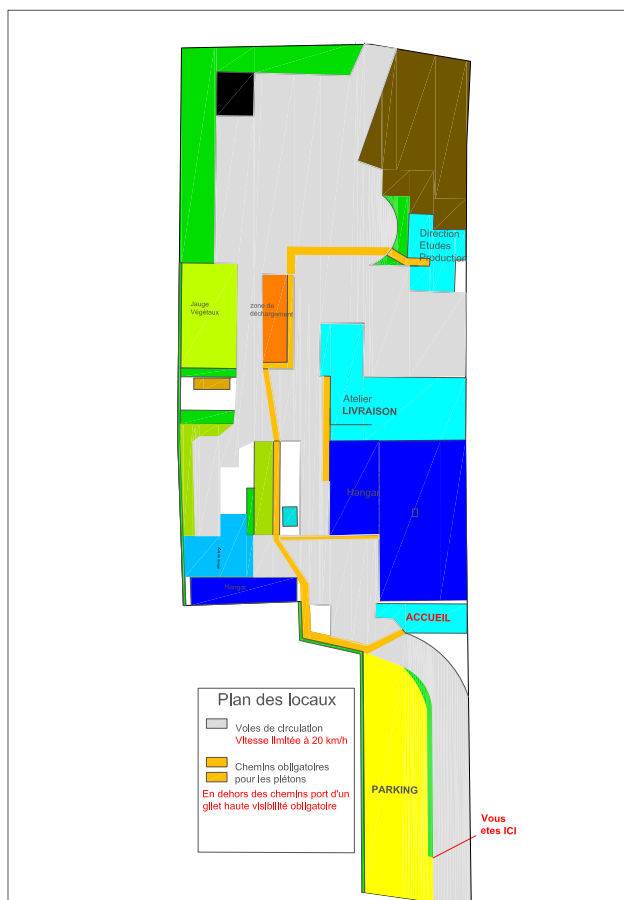 Direction
Etudes
Production
Jauge
Végétaux
zone de
déchargement
Atelier
LIVRAISON
Hangar
Hangar
ACCUEIL
Plan des locaux
Voies de circulation
Vitesse limitée à 20 km/h
Chemins obligatoires
pour les piétons
En dehors des chemins port d'un
gilet haute visibilité obligatoire
PARKING
Vous
etes ICI